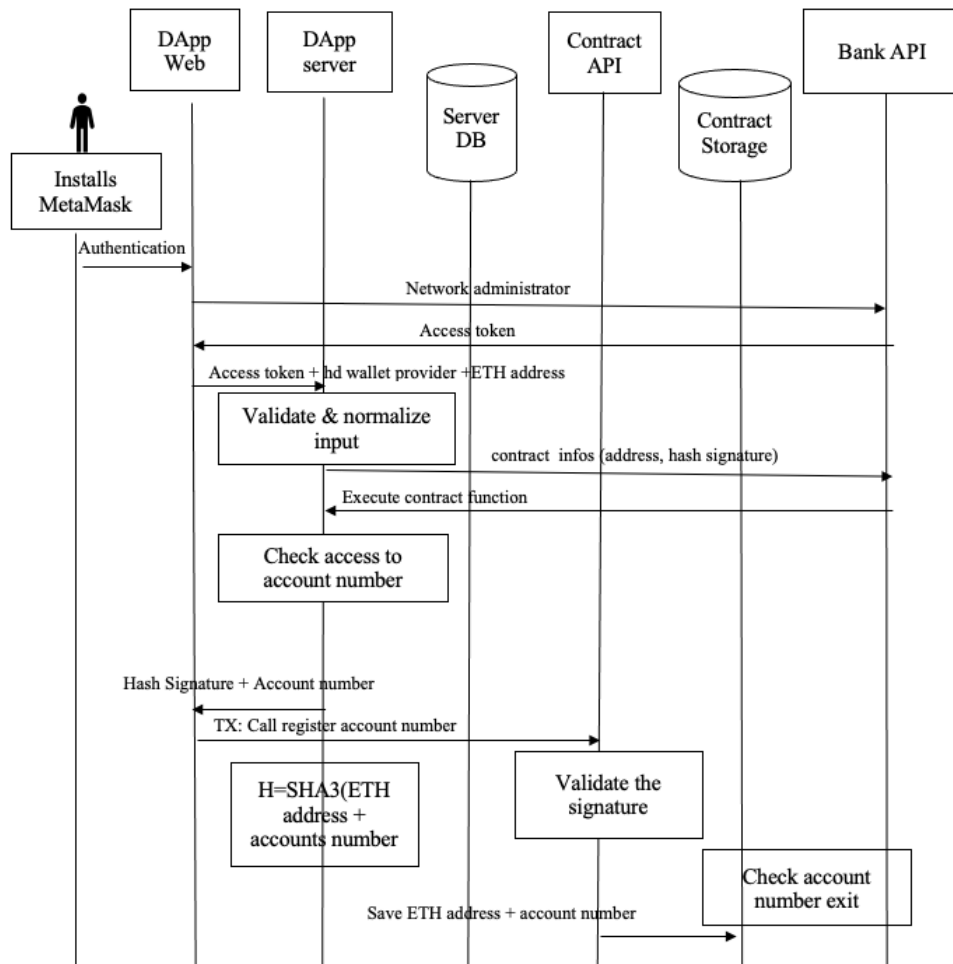 DApp
Web
DApp
server
Contract
API
Bank API
Server
DB
Contract
Storage
Installs
MetaMask
Authentication
Network administrator
Access token
Access token + hd wallet provider +ETH address
Validate & normalize
input
contract infos (address, hash signature)
Execute contract function
Check access to
account number
Hash Signature + Account number
TX: Call register account number
H=SHA3(ETH
address +
accounts number
Validate the
signature
Check account
number exit
Save ETH address + account number